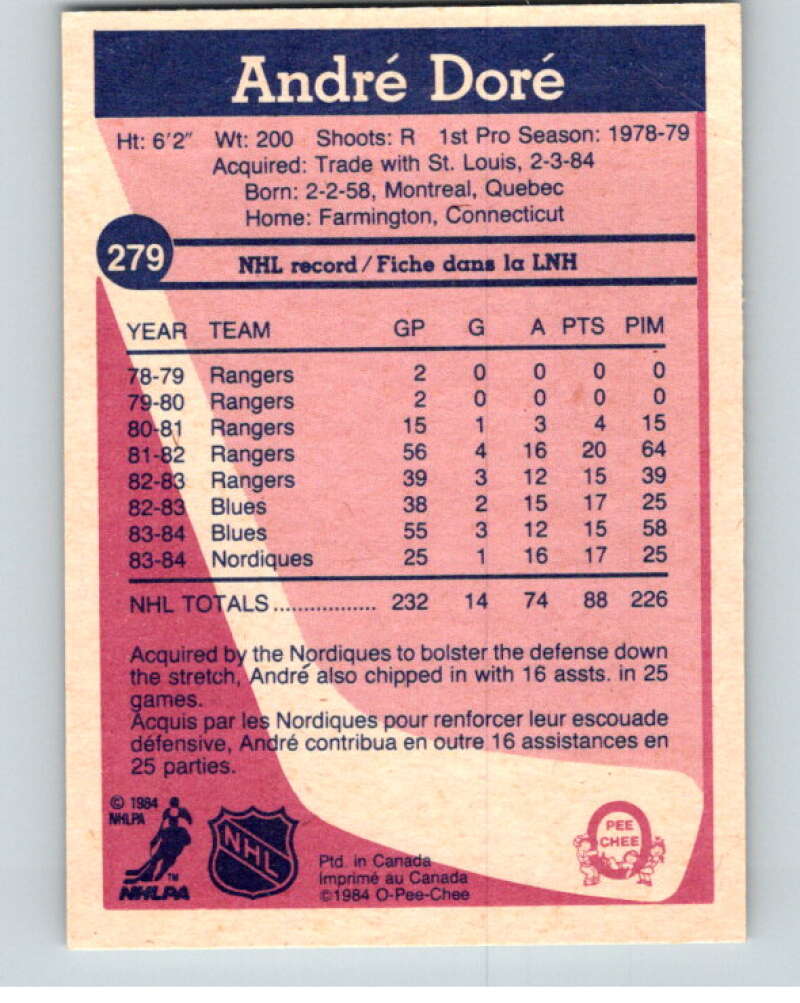 André Doré
Ht: 6'2" Wt: 200 Shoots: R 1st Pro Season: 1978-79
Acquired: Trade with St. Louis, 2-3-84
Born: 2-2-58, Montreal, Quebec
Home: Farmington, Connecticut
279
NHL record/Fiche dans la LNH
YEAR TEAM GP G A PTS PIM
78-79 Rangers 2 0 0 0 0
79-80 Rangers 2 0 0 0 0
80-81 Rangers 15 1 3 4 15
81-82 Rangers 56 4 16 20 64
82-83 Rangers 39 3 12 15 39
82-83 Blues 38 2 15 17 25
83-84 Blues 55 3 12 15 58
83-84 Nordiques 25 1 16 17 25
NHL TOTALS................. 232 14 74 88 226
Acquired by the Nordiques to bolster the defense down
the stretch, André also chipped in with 16 assts. in 25
games.
Acquis par les Nordiques pour renforcer leur escouade
défensive, André contribua en outre 16 assistances en
25 parties.
© 1984
NHLPA
TM
NHLPA
NHL
Ptd. in Canada
Imprimé au Canada
©1984 O-Pee-Chee
PEE
CHEE